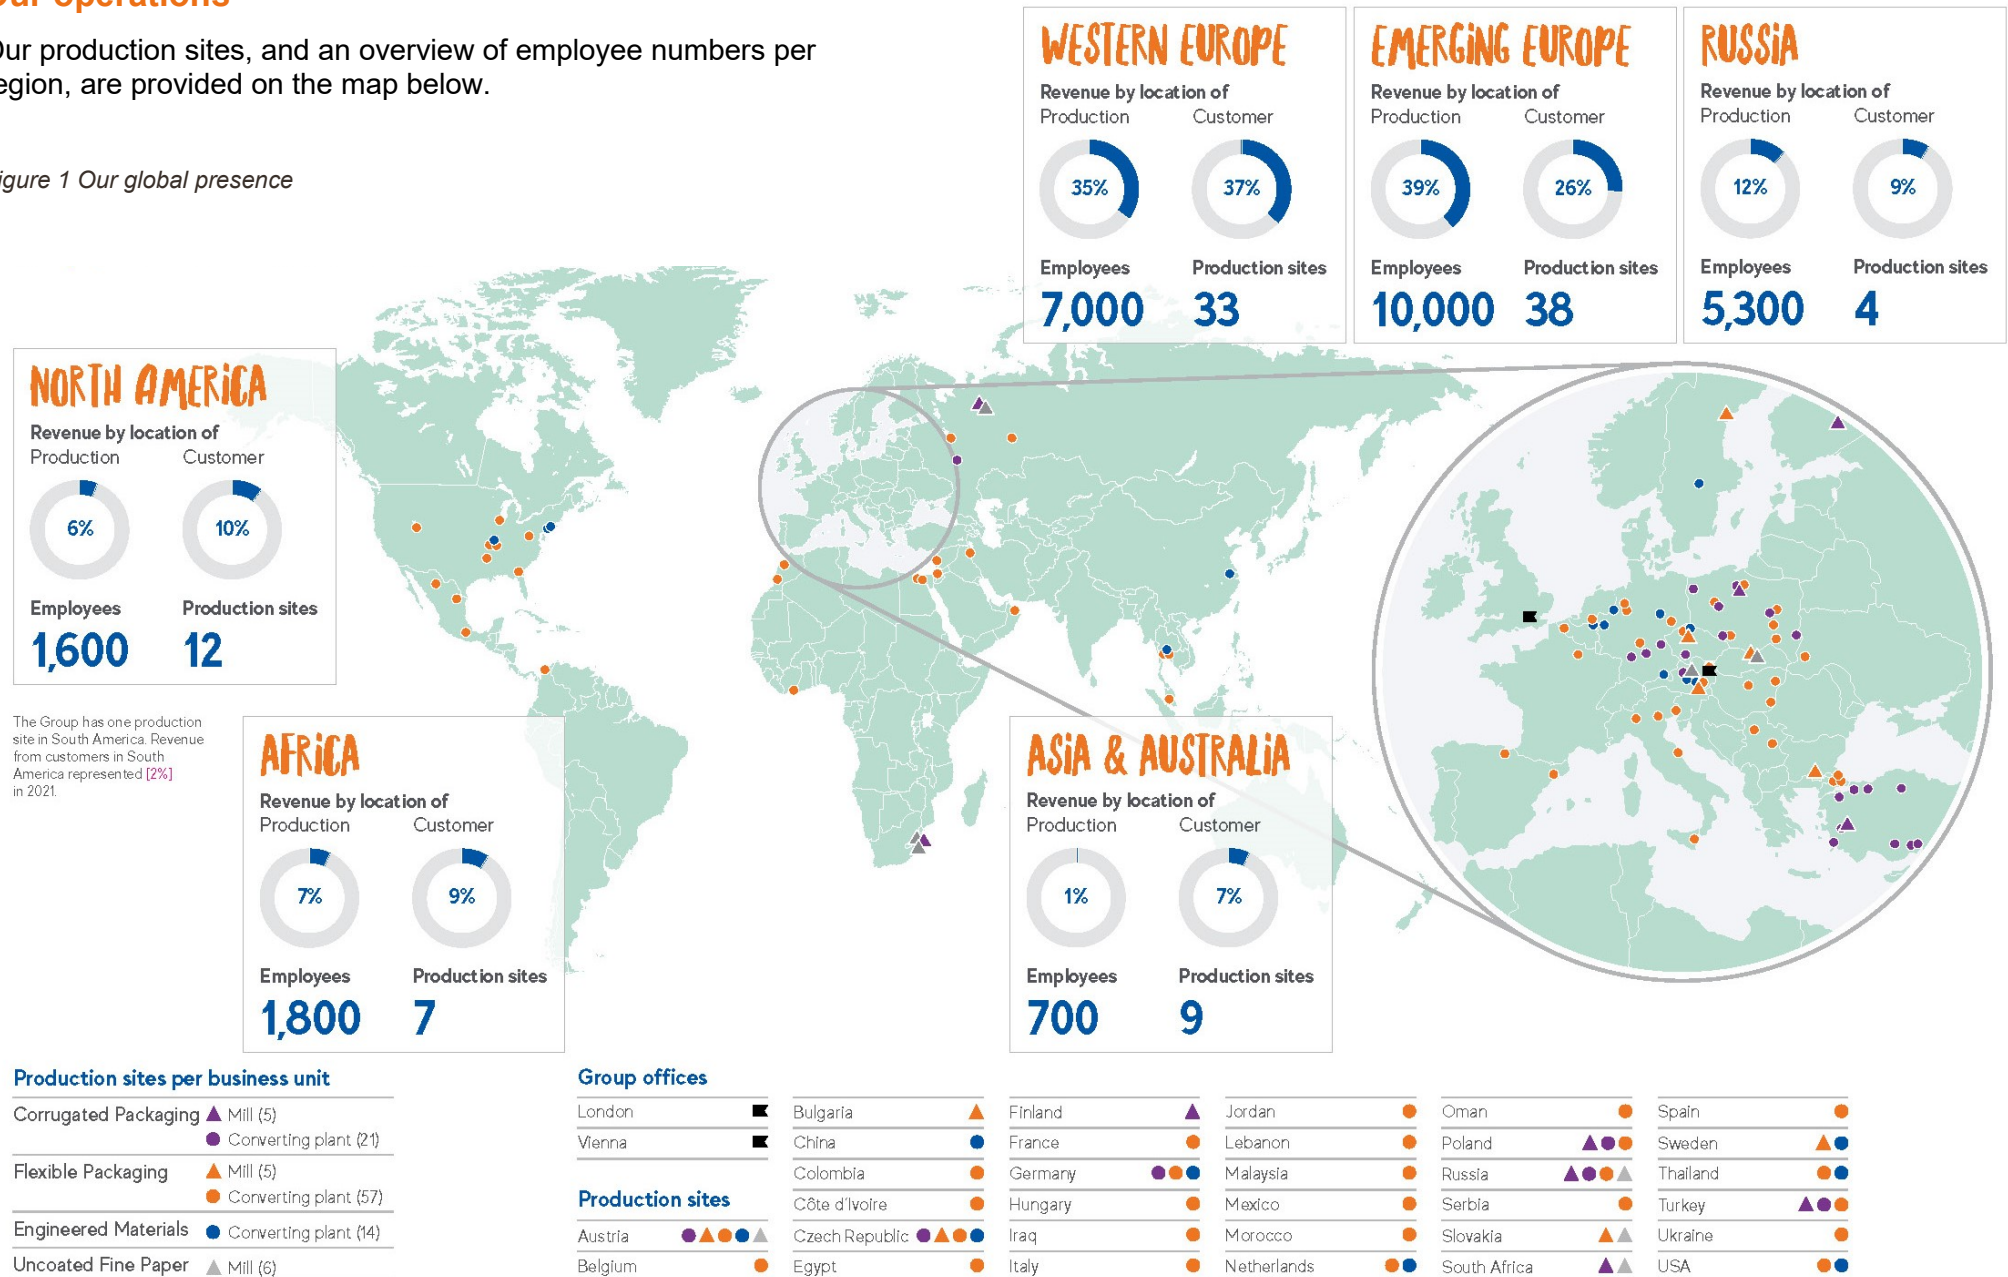 Our operations
Our production sites, and an overview of employee numbers per
region, are provided on the map below.
Figure 1 Our global presence
WESTERN EUROPE
Revenue by location of
Production Customer
35% 37%
Employees Production sites
7,000 33
EMERGING EUROPE
Revenue by location of
Production Customer
39% 26%
Employees Production sites
10,000 38
RUSSIA
Revenue by location of
Production Customer
12% 9%
Employees Production sites
5,300 4
NORTH AMERICA
Revenue by location of
Production Customer
6% 10%
Employees Production sites
1,600 12
The Group has one production
site in South America. Revenue
from customers in South
America represented [2%]
in 2021.
AFRICA
Revenue by location of
Production Customer
7% 9%
Employees Production sites
1,800 7
ASIA & AUSTRALIA
Revenue by location of
Production Customer
1% 7%
Employees Production sites
700 9
Production sites per business unit
Corrugated Packaging Mill (5)
Converting plant (21)
Flexible Packaging Mill (5)
Converting plant (57)
Engineered Materials Converting plant (14)
Uncoated Fine Paper Mill (6)
Group offices
London
Vienna
Production sites
Austria
Belgium
Bulgaria
China
Colombia
Côte d'Ivoire
Czech Republic
Egypt
Finland
France
Germany
Hungary
Iraq
Italy
Jordan
Lebanon
Malaysia
Mexico
Morocco
Netherlands
Oman
Poland
Russia
Serbia
Slovakia
South Africa
Spain
Sweden
Thailand
Turkey
Ukraine
USA